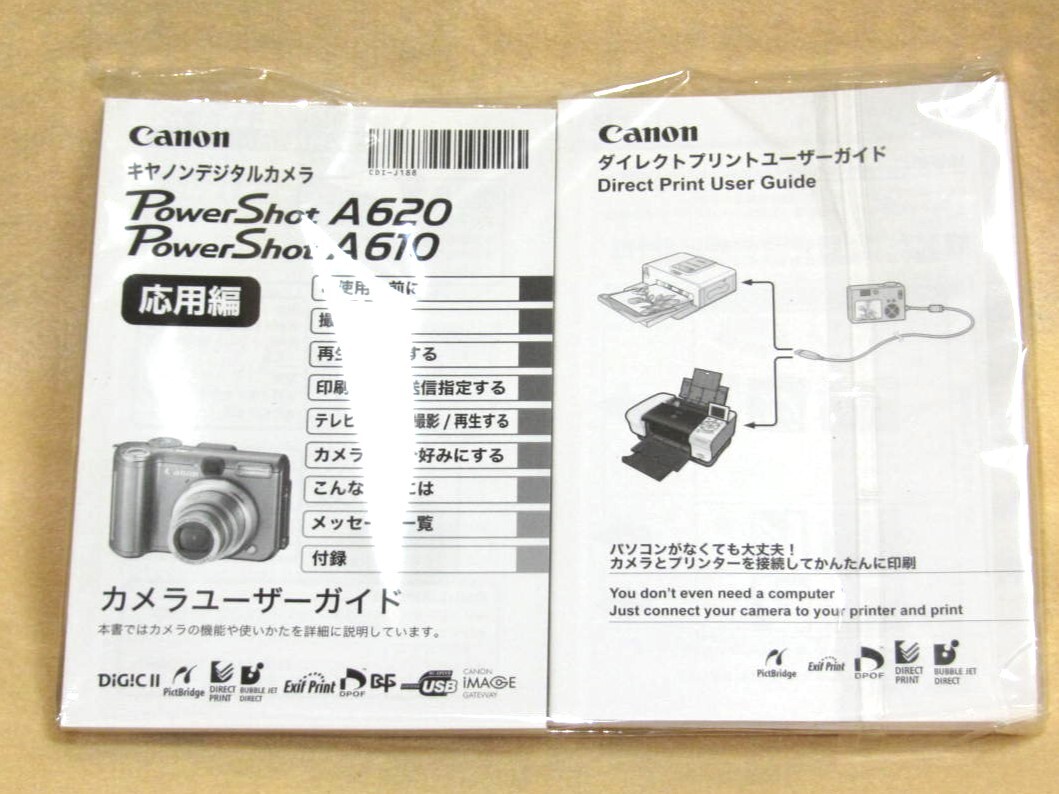 Canon
CDI-J188
キヤノンデジタルカメラ
PowerShot A620
PowerShot A610
応用編
使用 前に
撮
再生 する
印刷 送信指定する
テレビ 撮影/再生する
カメラ 好みにする
こんな には
メッセー 一覧
付録
Canon
カメラユーザーガイド
本書ではカメラの機能や使いかたを詳細に説明しています。
DiG!C II
PictBridge
DIRECT PRINT
BUBBLE JET DIRECT
Exif Print
DPOF
USB
CANON iMAGE GATEWAY
Canon
ダイレクトプリントユーザーガイド
Direct Print User Guide
パソコンがなくても大丈夫！
カメラとプリンターを接続してかんたんに印刷
You don't even need a computer
Just connect your camera to your printer and print
PictBridge
Exif Print
DPOF
DIRECT PRINT
BUBBLE JET DIRECT